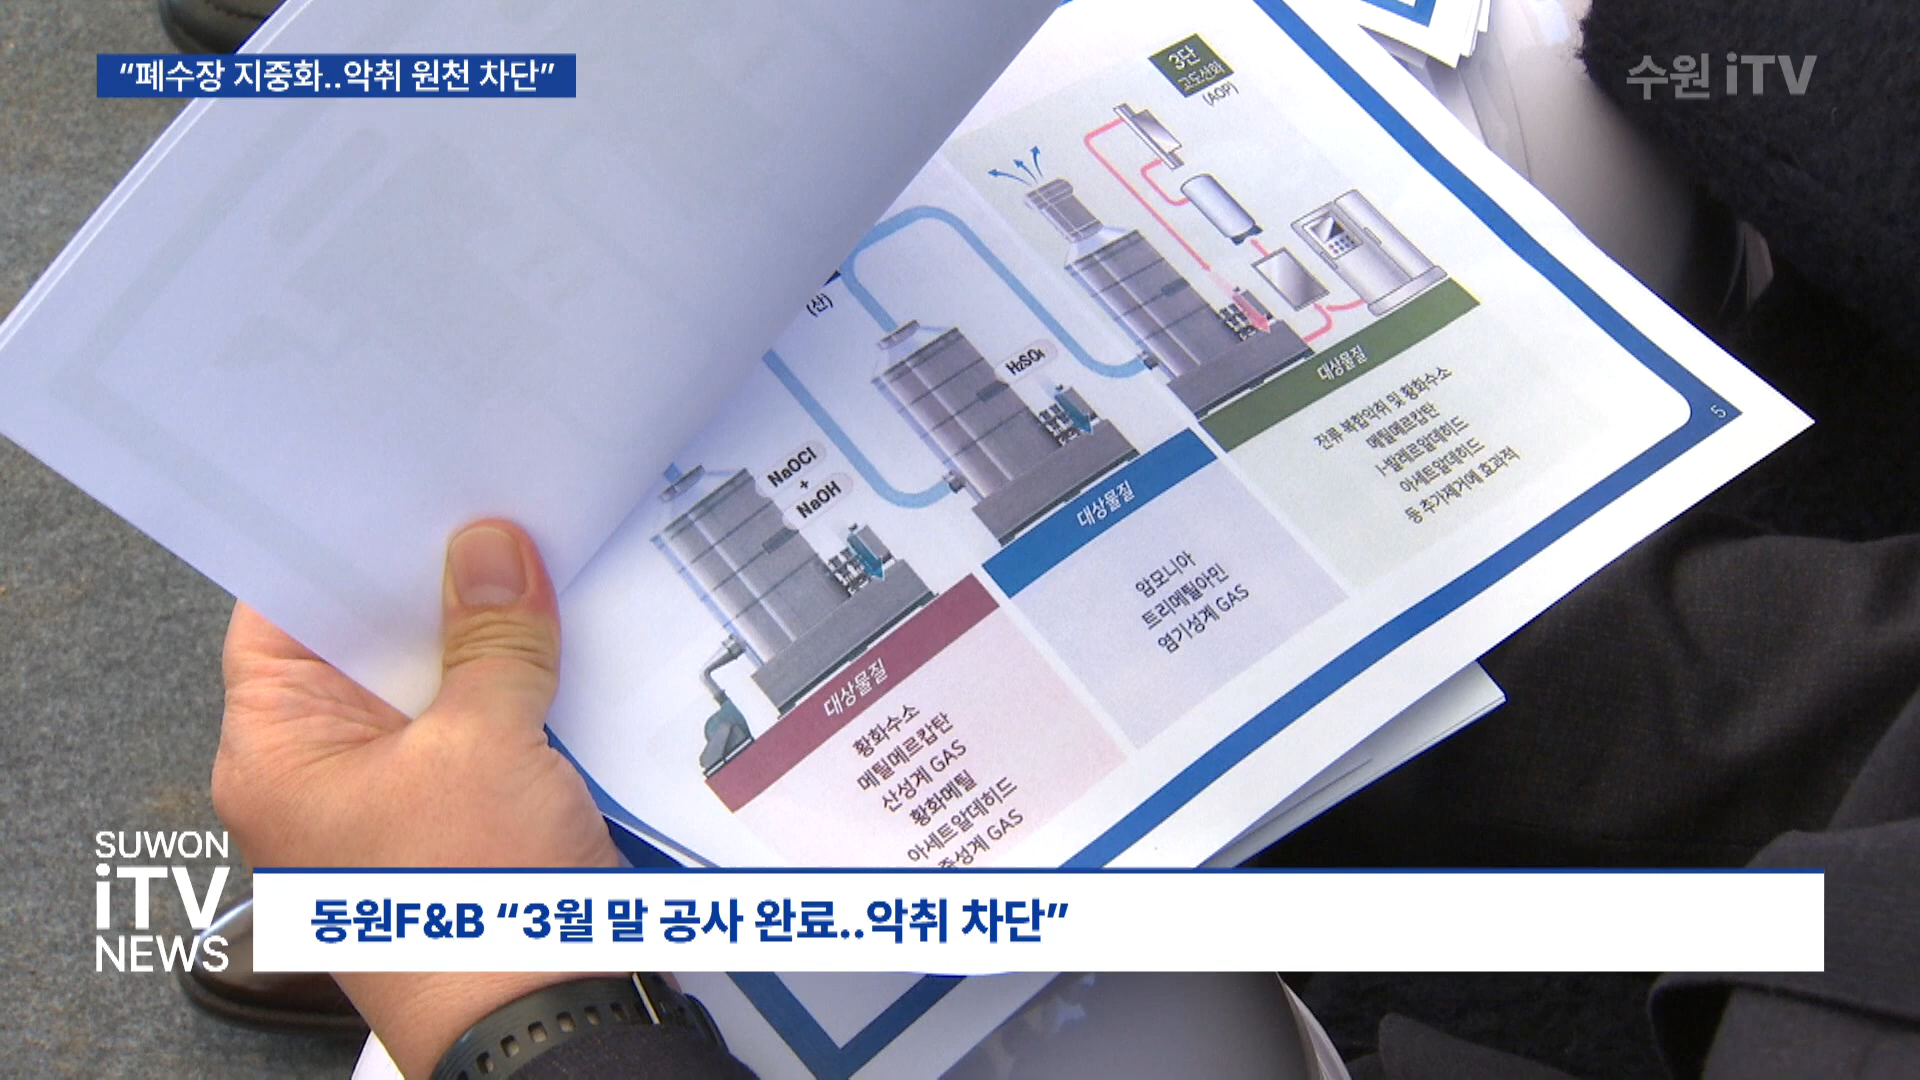 “폐수장 지중화..악취 원천 차단”
수원 iTV
3단
고도산화
(AOP)
(산)
H₂SO₄
NaOCl
+
NaOH
대상물질
잔류 복합악취 및 황화수소
메틸메르캅탄
i-발레르알데히드
아세트알데히드
등 추가제거에 효과적
5
대상물질
암모니아
트리메틸아민
염기성계 GAS
대상물질
황화수소
메틸메르캅탄
산성계 GAS
황화메틸
아세트알데히드
중성계 GAS
SUWON
iTV
NEWS
동원F&B “3월 말 공사 완료..악취 차단”